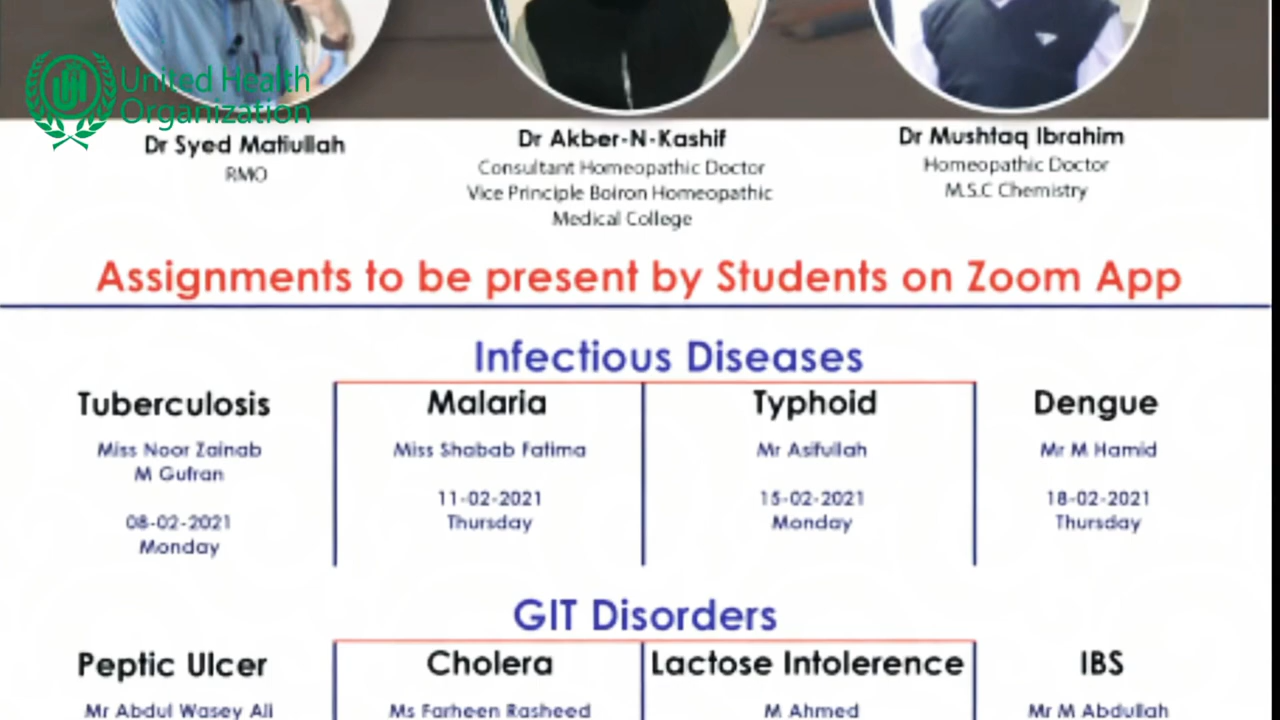 United Health
Organization
Dr Syed Matiullah
RMO
Dr Akber-N-Kashif
Consultant Homeopathic Doctor
Vice Principle Boiron Homeopathic
Medical College
Dr Mushtaq Ibrahim
Homeopathic Doctor
M.S.C Chemistry
Assignments to be present by Students on Zoom App
Infectious Diseases
Tuberculosis
Miss Noor Zainab
M Gufran
08-02-2021
Monday
Malaria
Miss Shabab Fatima
11-02-2021
Thursday
Typhoid
Mr Asifullah
15-02-2021
Monday
Dengue
Mr M Hamid
18-02-2021
Thursday
GIT Disorders
Peptic Ulcer
Mr Abdul Wasey Ali
Cholera
Ms Farheen Rasheed
Lactose Intolerence
M Ahmed
IBS
Mr M Abdullah